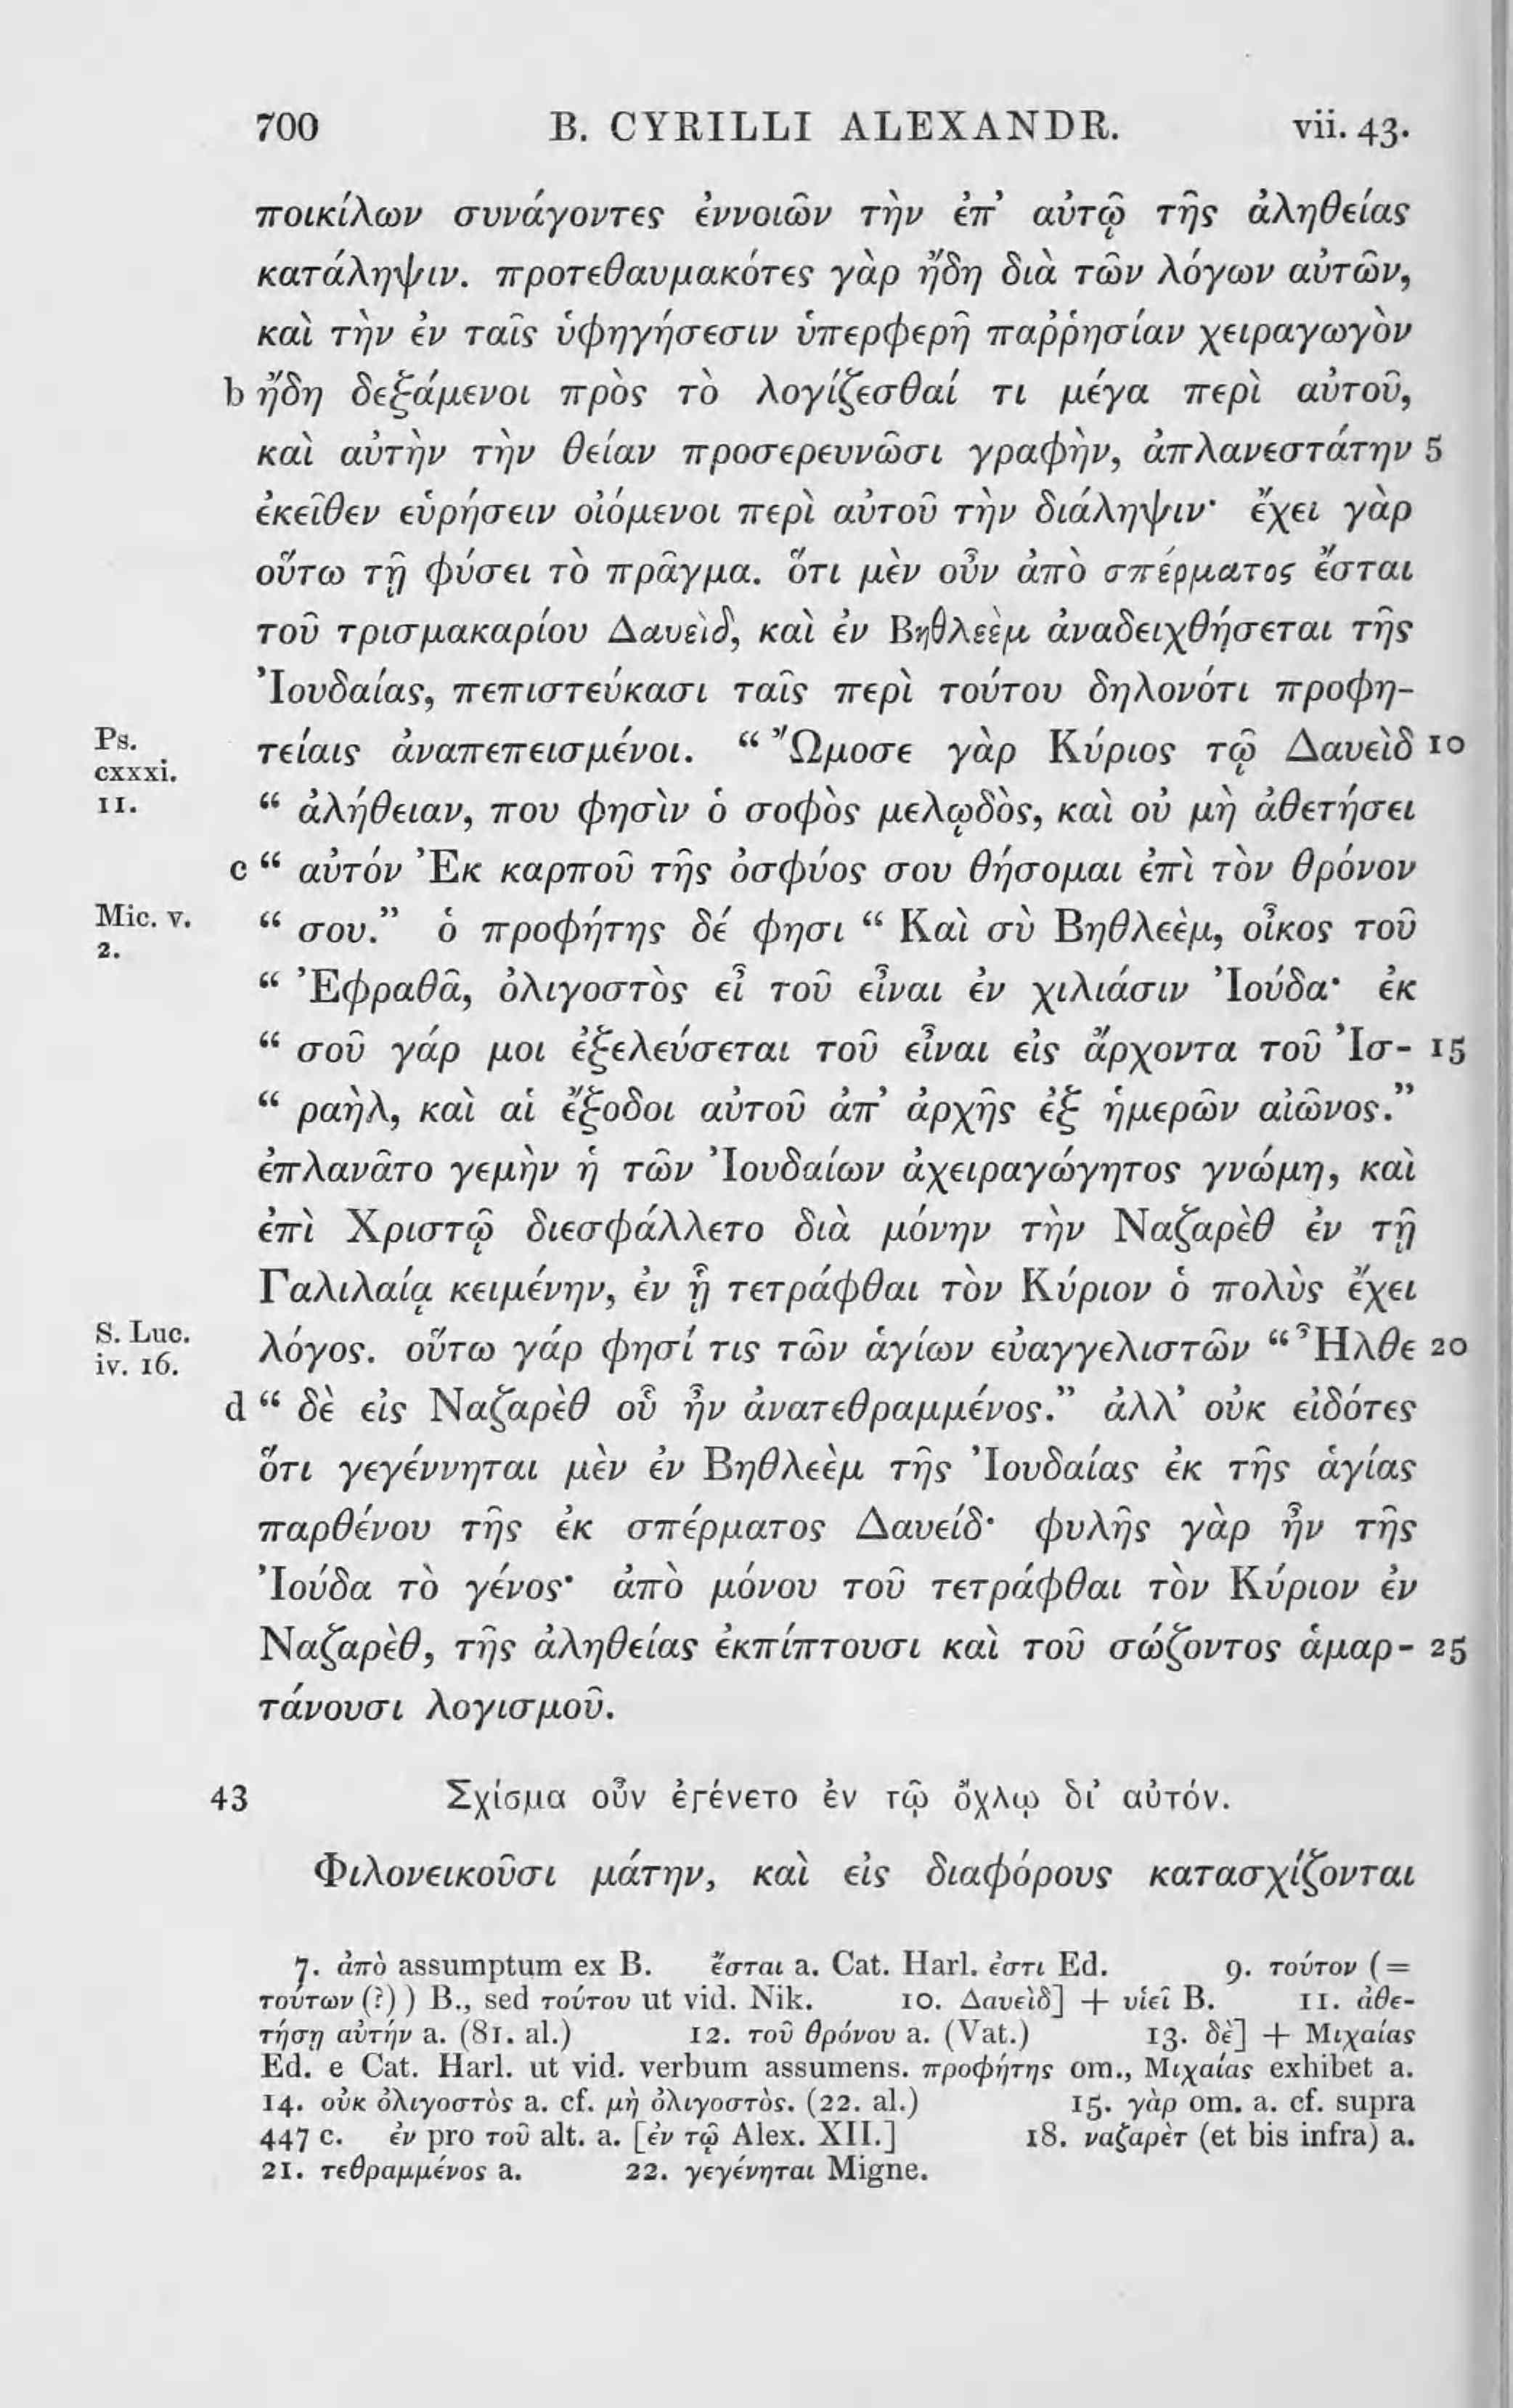 700 B. CYRILLI ALEXANDR. vii. 43.
ποικίλων συνάγοντες ἐννοιῶν τὴν ἐπ’ αὐτῷ τῆς ἀληθείας
κατάληψιν. προτεθαυμακότες γὰρ ἤδη διὰ τῶν λόγων αὐτῶν,
καὶ τὴν ἐν ταῖς ὑφηγήσεσιν ὑπερφερῆ παῤῥησίαν χειραγωγὸν
b ἤδη δεξάμενοι πρὸς τὸ λογίζεσθαί τι μέγα περὶ αὐτοῦ,
καὶ αὐτὴν τὴν θείαν προσερευνῶσι γραφὴν, ἀπλανεστάτην 5
ἐκεῖθεν εὑρήσειν οἰόμενοι περὶ αὐτοῦ τὴν διάληψιν· ἔχει γὰρ
οὕτω τῇ φύσει τὸ πρᾶγμα. ὅτι μὲν οὖν ἀπὸ σπέρματος ἔσται
τοῦ τρισμακαρίου Δαυεὶδ, καὶ ἐν Βηθλεὲμ ἀναδειχθήσεται τῆς
Ἰουδαίας, πεπιστεύκασι ταῖς περὶ τούτου δηλονότι προφη-
Ps. cxxxi. 11. τείαις ἀναπεπεισμένοι. “ Ὤμοσε γὰρ Κύριος τῷ Δαυεὶδ 10
“ ἀλήθειαν, που φησὶν ὁ σοφὸς μελῳδὸς, καὶ οὐ μὴ ἀθετήσει
c “ αὐτόν Ἐκ καρποῦ τῆς ὀσφύος σου θήσομαι ἐπὶ τὸν θρόνον
Mic. v. 2. “ σου.” ὁ προφήτης δέ φησι “ Καὶ σὺ Βηθλεὲμ, οἶκος τοῦ
“ Ἐφραθᾶ, ὀλιγοστὸς εἶ τοῦ εἶναι ἐν χιλιάσιν Ἰούδα· ἐκ
“ σοῦ γάρ μοι ἐξελεύσεται τοῦ εἶναι εἰς ἄρχοντα τοῦ Ἰσ- 15
“ ραὴλ, καὶ αἱ ἔξοδοι αὐτοῦ ἀπ’ ἀρχῆς ἐξ ἡμερῶν αἰῶνος.”
ἐπλανᾶτο γεμὴν ἡ τῶν Ἰουδαίων ἀχειραγώγητος γνώμη, καὶ
ἐπὶ Χριστῷ διεσφάλλετο διὰ μόνην τὴν Ναζαρὲθ ἐν τῇ
Γαλιλαίᾳ κειμένην, ἐν ᾗ τετράφθαι τὸν Κύριον ὁ πολὺς ἔχει
S. Luc. iv. 16. λόγος. οὕτω γάρ φησί τις τῶν ἁγίων εὐαγγελιστῶν “ Ἦλθε 20
d “ δὲ εἰς Ναζαρὲθ οὗ ἦν ἀνατεθραμμένος.” ἀλλ’ οὐκ εἰδότες
ὅτι γεγέννηται μὲν ἐν Βηθλεὲμ τῆς Ἰουδαίας ἐκ τῆς ἁγίας
παρθένου τῆς ἐκ σπέρματος Δαυείδ· φυλῆς γὰρ ἦν τῆς
Ἰούδα τὸ γένος· ἀπὸ μόνου τοῦ τετράφθαι τὸν Κύριον ἐν
Ναζαρὲθ, τῆς ἀληθείας ἐκπίπτουσι καὶ τοῦ σώζοντος ἁμαρ- 25
τάνουσι λογισμοῦ.
43 Σχίσμα οὖν ἐγένετο ἐν τῷ ὄχλῳ δι’ αὐτόν.
Φιλονεικοῦσι μάτην, καὶ εἰς διαφόρους κατασχίζονται
7. ἀπὸ assumptum ex B. ἔσται a. Cat. Harl. ἐστι Ed. 9. τούτον (=
τούτων (?) ) B., sed τούτου ut vid. Nik. 10. Δαυεὶδ] + υἱεῖ B. 11. ἀθε-
τήσῃ αὐτήν a. (81. al.) 12. τοῦ θρόνου a. (Vat.) 13. δὲ] + Μιχαίας
Ed. e Cat. Harl. ut vid. verbum assumens. προφήτης om., Μιχαίας exhibet a.
14. οὐκ ὀλιγοστὸς a. cf. μὴ ὀλιγοστὸς. (22. al.) 15. γὰρ om. a. cf. supra
447 c. ἐν pro τοῦ alt. a. [ἐν τῷ Alex. XII.] 18. ναζαρὲτ (et bis infra) a.
21. τεθραμμένος a. 22. γεγένηται Migne.